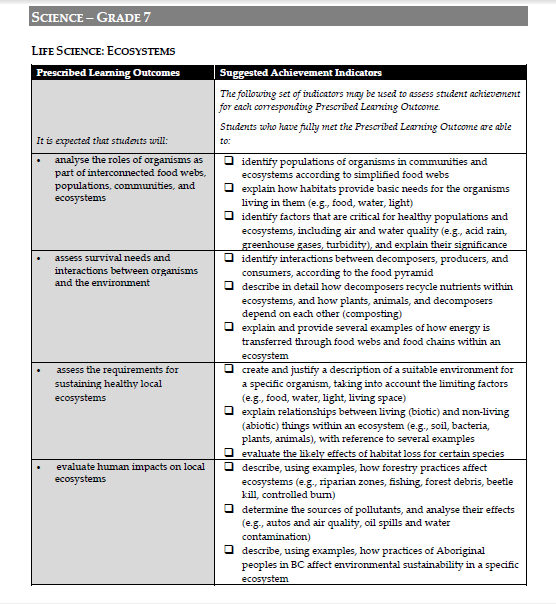 SCIENCE – GRADE 7
LIFE SCIENCE: ECOSYSTEMS
Prescribed Learning Outcomes
Suggested Achievement Indicators
It is expected that students will:
The following set of indicators may be used to assess student achievement
for each corresponding Prescribed Learning Outcome.
Students who have fully met the Prescribed Learning Outcome are able
to:
• analyse the roles of organisms as
part of interconnected food webs,
populations, communities, and
ecosystems
❑ identify populations of organisms in communities and
ecosystems according to simplified food webs
❑ explain how habitats provide basic needs for the organisms
living in them (e.g., food, water, light)
❑ identify factors that are critical for healthy populations and
ecosystems, including air and water quality (e.g., acid rain,
greenhouse gases, turbidity), and explain their significance
• assess survival needs and
interactions between organisms
and the environment
❑ identify interactions between decomposers, producers, and
consumers, according to the food pyramid
❑ describe in detail how decomposers recycle nutrients within
ecosystems, and how plants, animals, and decomposers
depend on each other (composting)
❑ explain and provide several examples of how energy is
transferred through food webs and food chains within an
ecosystem
• assess the requirements for
sustaining healthy local
ecosystems
❑ create and justify a description of a suitable environment for
a specific organism, taking into account the limiting factors
(e.g., food, water, light, living space)
❑ explain relationships between living (biotic) and non-living
(abiotic) things within an ecosystem (e.g., soil, bacteria,
plants, animals), with reference to several examples
❑ evaluate the likely effects of habitat loss for certain species
• evaluate human impacts on local
ecosystems
❑ describe, using examples, how forestry practices affect
ecosystems (e.g., riparian zones, fishing, forest debris, beetle
kill, controlled burn)
❑ determine the sources of pollutants, and analyse their effects
(e.g., autos and air quality, oil spills and water
contamination)
❑ describe, using examples, how practices of Aboriginal
peoples in BC affect environmental sustainability in a specific
ecosystem